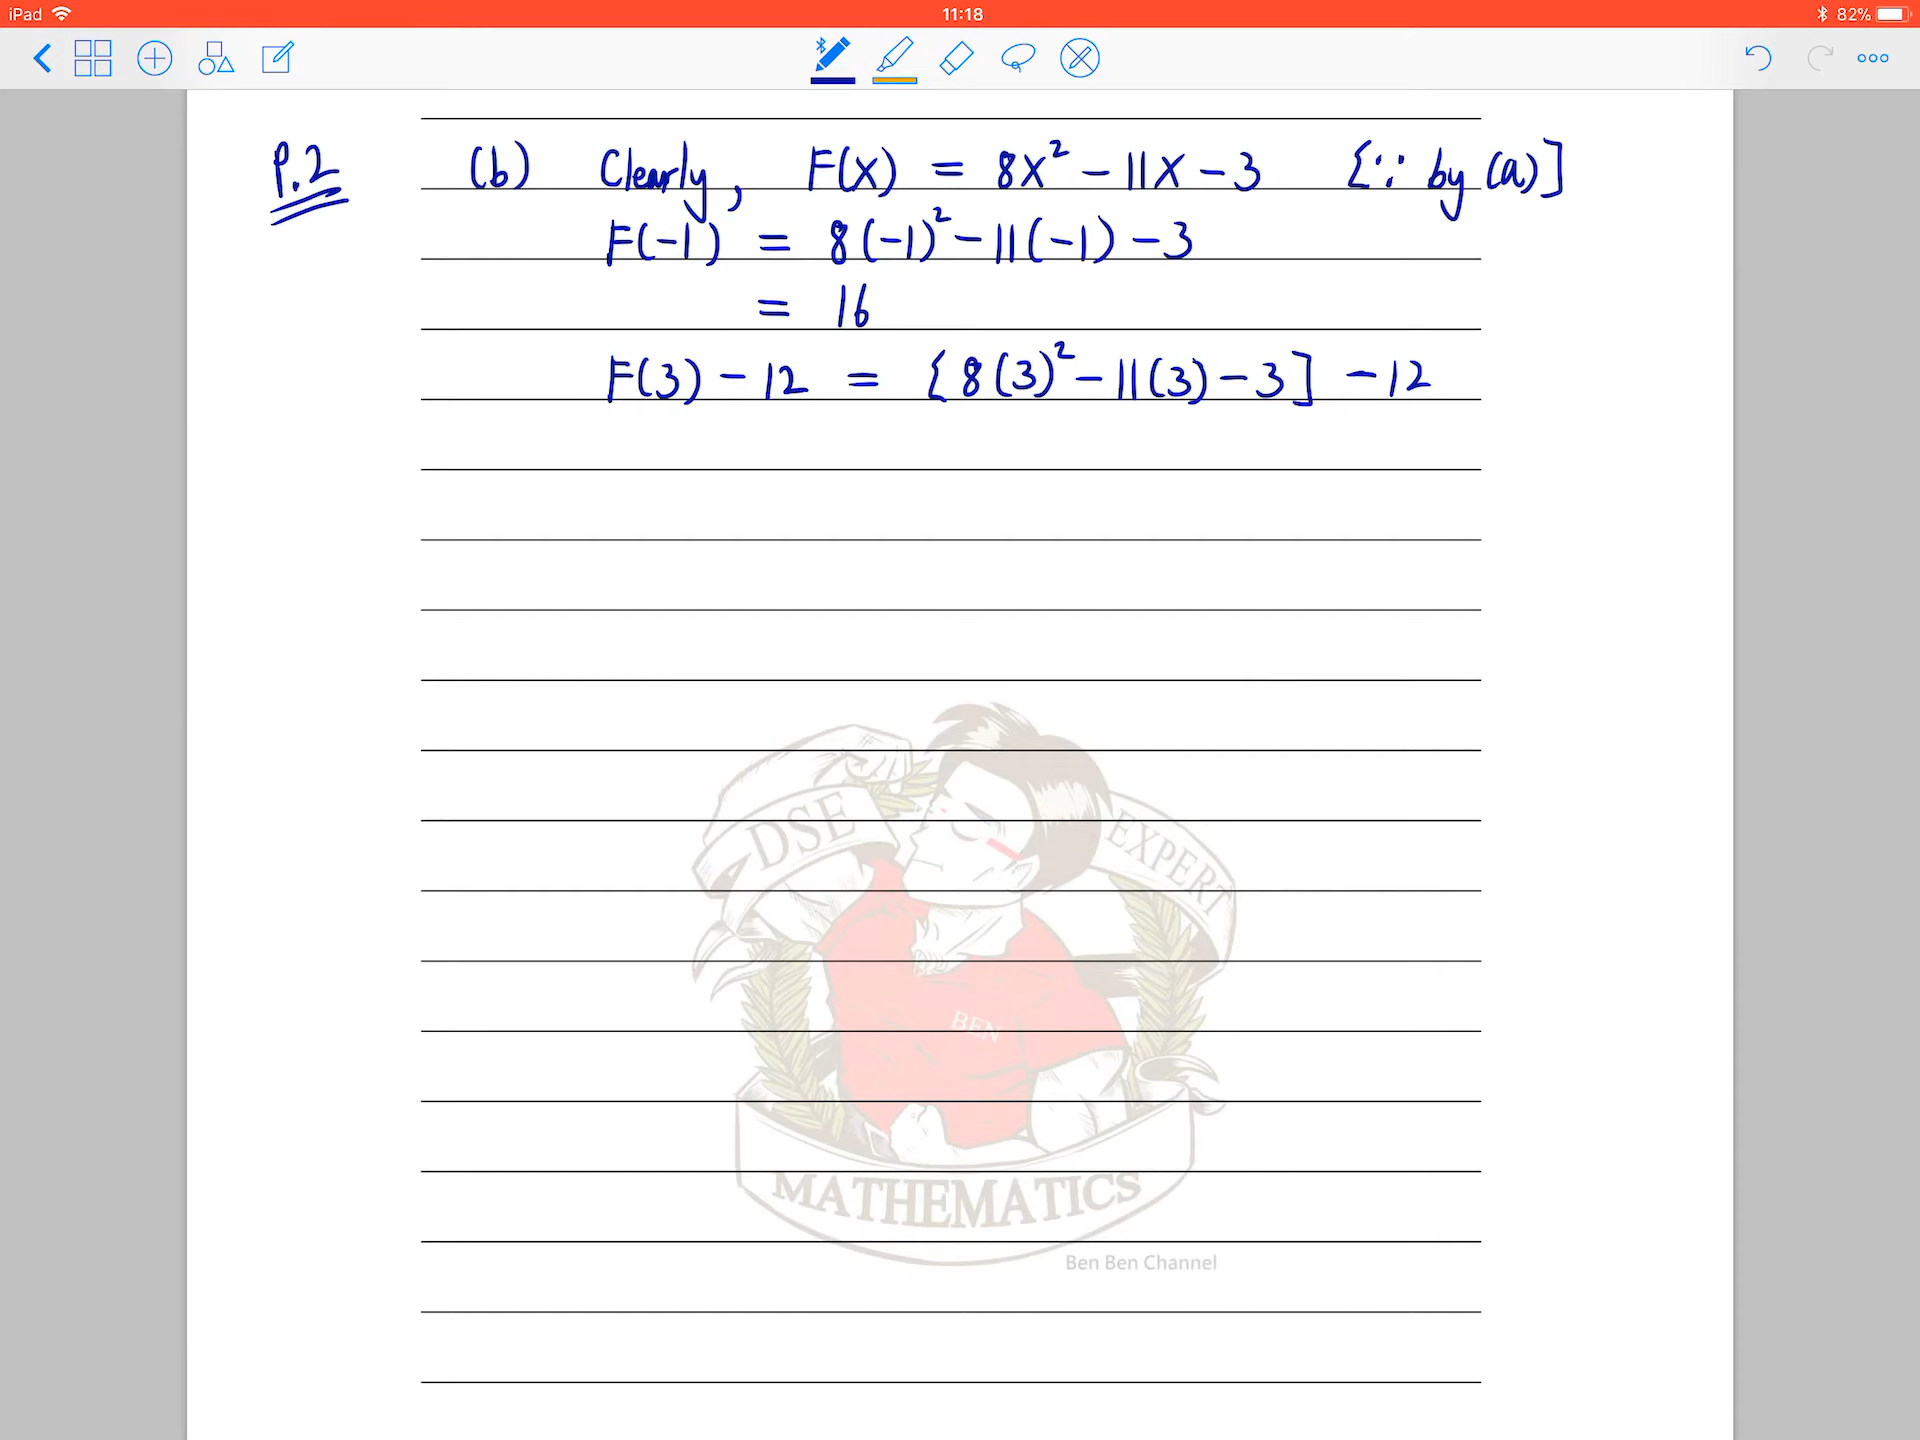 iPad 11:18 82%
P.2 (b) Clearly, F(x) = 8x² - 11x - 3 [∵ by (a)]
F(-1) = 8(-1)² - 11(-1) - 3
= 16
F(3) - 12 = [8(3)² - 11(3) - 3] - 12
DSE EXPERT
BEN
MATHEMATICS
Ben Ben Channel